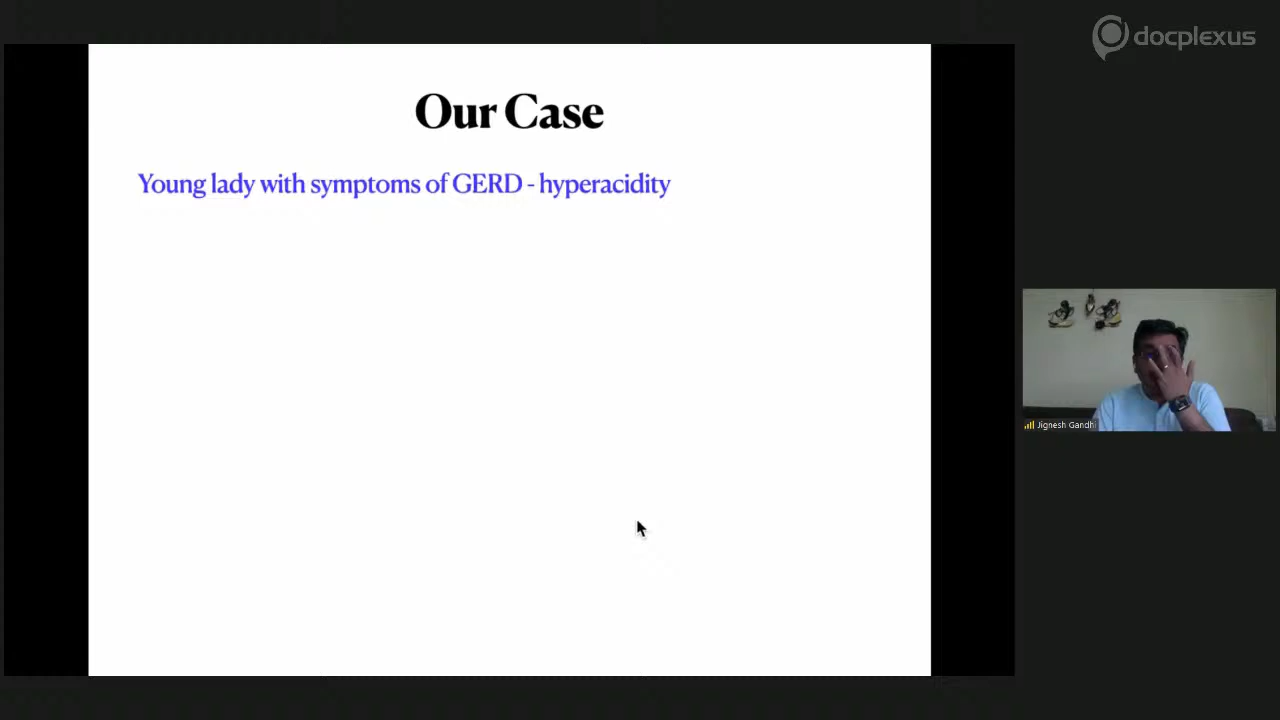 docplexus
Our Case
Young lady with symptoms of GERD - hyperacidity
Jignesh Gandhi